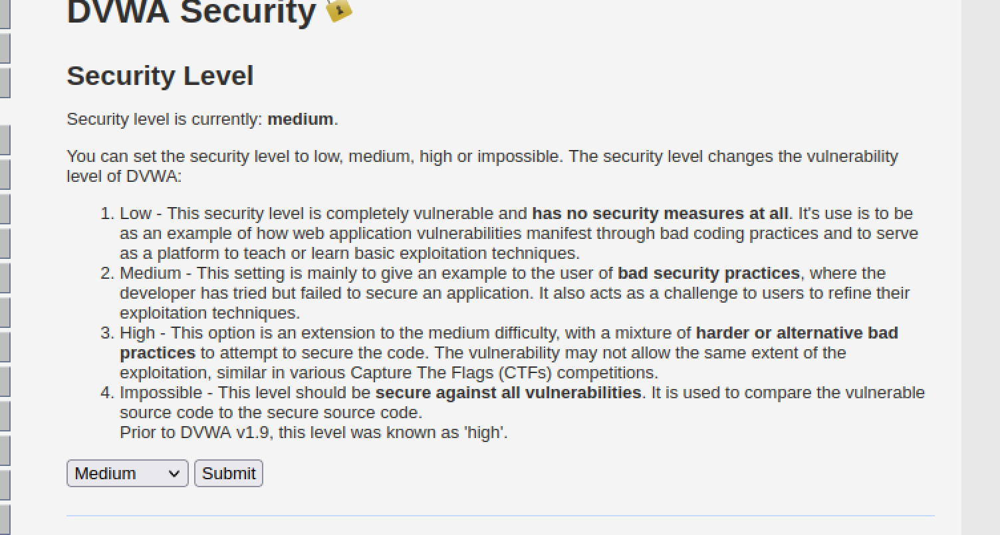 DVWA Security
Security Level
Security level is currently: medium.
You can set the security level to low, medium, high or impossible. The security level changes the vulnerability
level of DVWA:
1. Low - This security level is completely vulnerable and has no security measures at all. It's use is to be
as an example of how web application vulnerabilities manifest through bad coding practices and to serve
as a platform to teach or learn basic exploitation techniques.
2. Medium - This setting is mainly to give an example to the user of bad security practices, where the
developer has tried but failed to secure an application. It also acts as a challenge to users to refine their
exploitation techniques.
3. High - This option is an extension to the medium difficulty, with a mixture of harder or alternative bad
practices to attempt to secure the code. The vulnerability may not allow the same extent of the
exploitation, similar in various Capture The Flags (CTFs) competitions.
4. Impossible - This level should be secure against all vulnerabilities. It is used to compare the vulnerable
source code to the secure source code.
Prior to DVWA v1.9, this level was known as 'high'.
Medium Submit